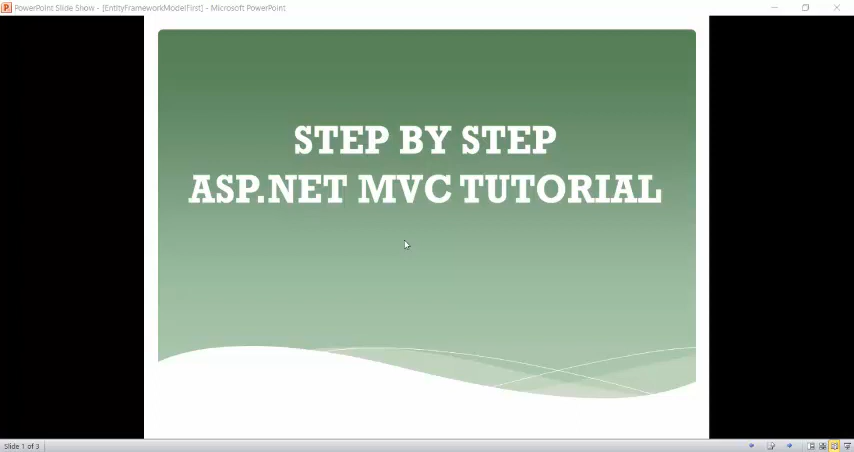 PowerPoint Slide Show - [EntityFrameworkModelFirst] - Microsoft PowerPoint
STEP BY STEP
ASP.NET MVC TUTORIAL
Slide 1 of 3